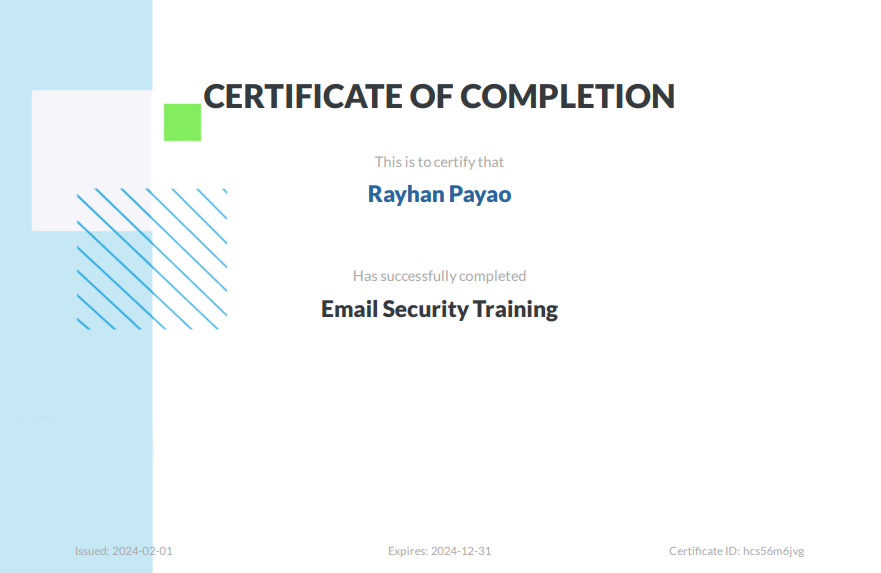 CERTIFICATE OF COMPLETION
This is to certify that
Rayhan Payao
Has successfully completed
Email Security Training
Issued: 2024-02-01
Expires: 2024-12-31
Certificate ID: hcs56m6jvg